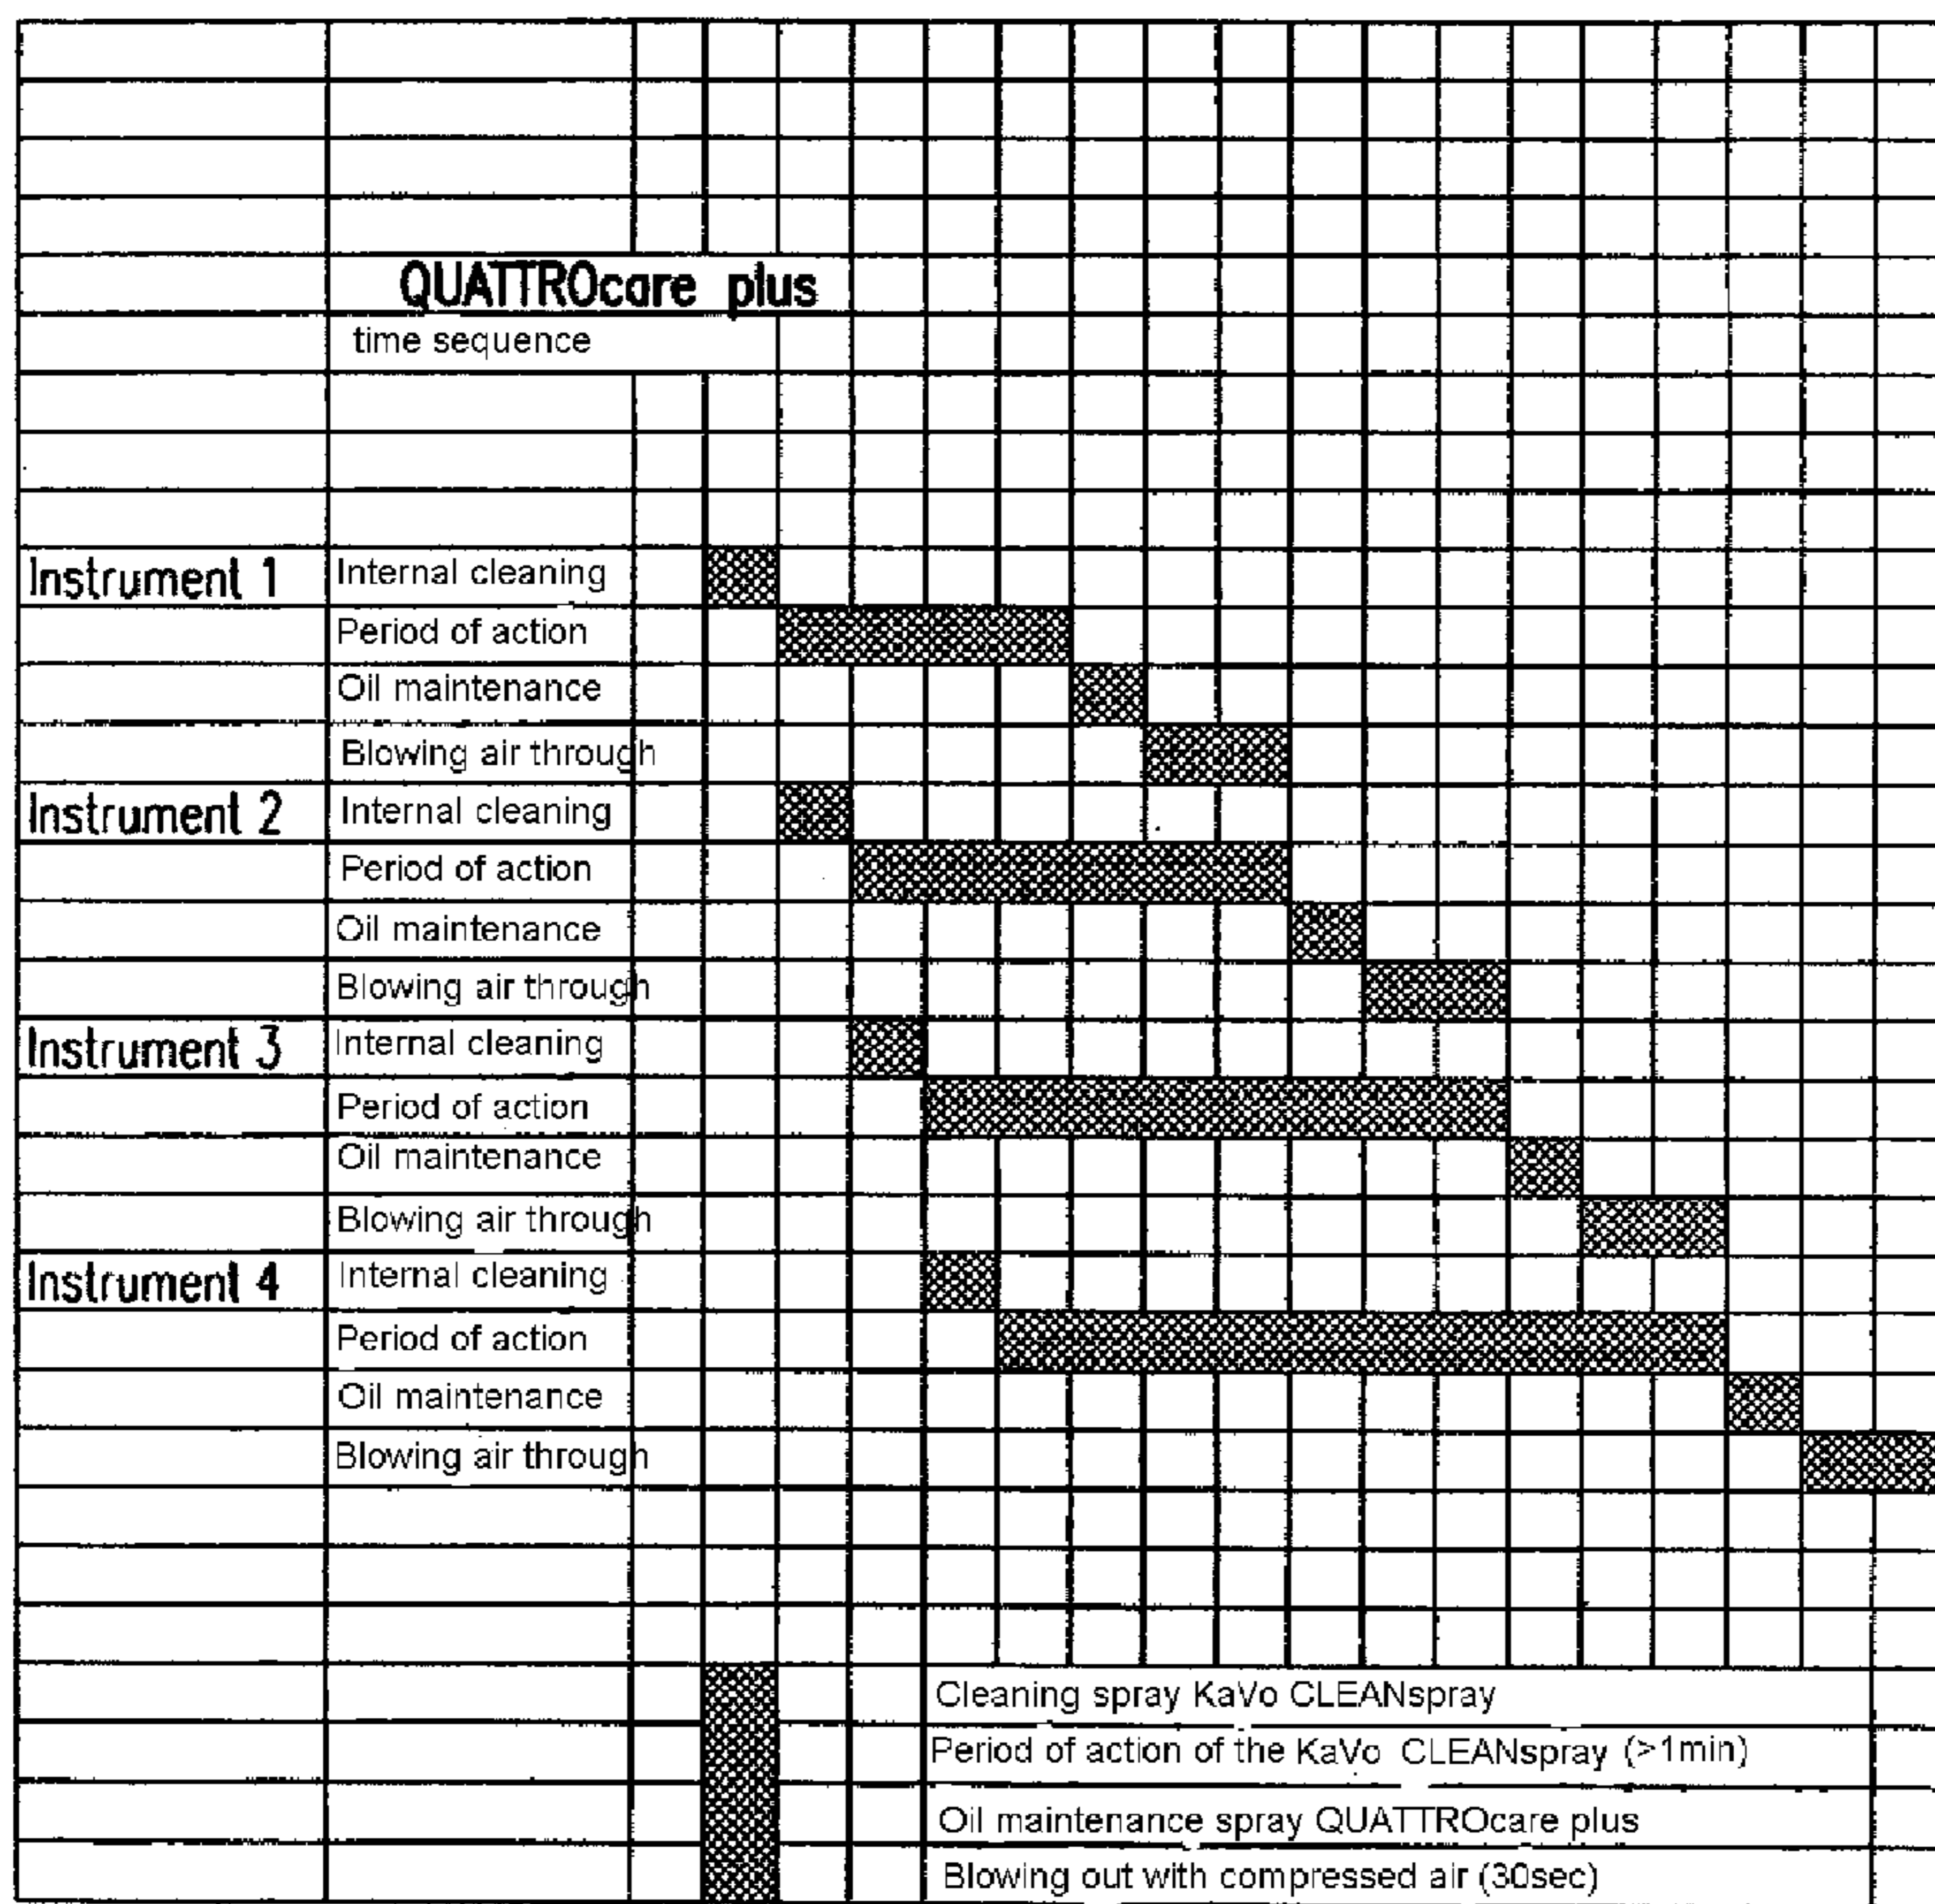 QUATTROcare plus
time sequence
Instrument 1 Internal cleaning
Period of action
Oil maintenance
Blowing air through
Instrument 2 Internal cleaning
Period of action
Oil maintenance
Blowing air through
Instrument 3 Internal cleaning
Period of action
Oil maintenance
Blowing air through
Instrument 4 Internal cleaning
Period of action
Oil maintenance
Blowing air through
Cleaning spray KaVo CLEANspray
Period of action of the KaVo CLEANspray (>1min)
Oil maintenance spray QUATTROcare plus
Blowing out with compressed air (30sec)